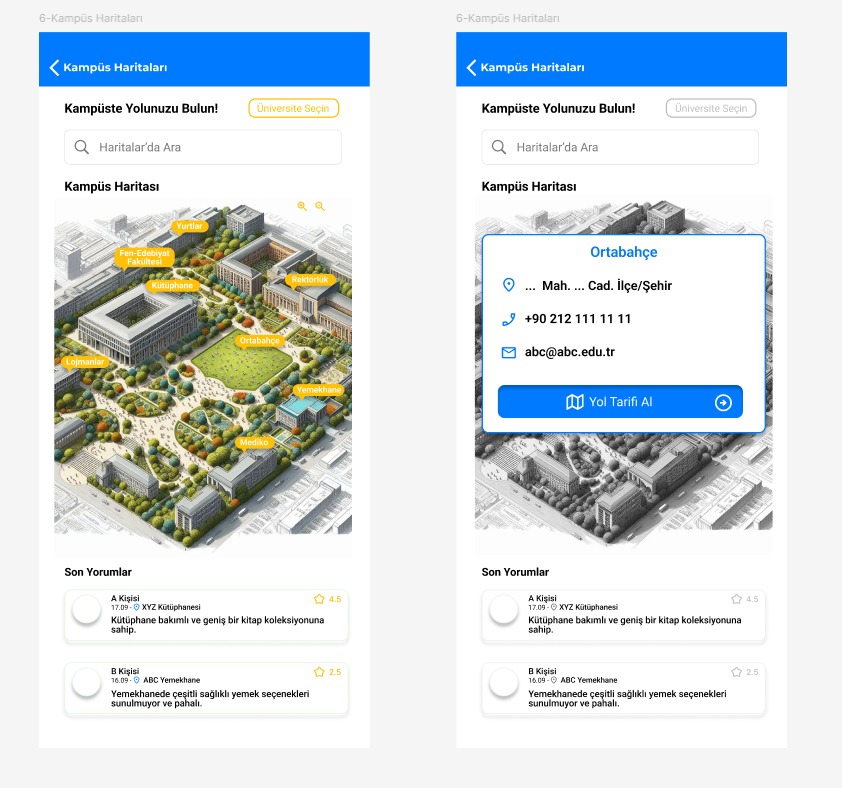 6-Kampüs Haritaları
Kampüs Haritaları
Kampüste Yolunuzu Bulun!
Üniversite Seçin
Haritalar'da Ara
Kampüs Haritası
Yurtlar
Fen-Edebiyat
Fakültesi
Kütüphane
Rektörlük
Ortabahçe
Lojmanlar
Yemekhane
Mediko
Son Yorumlar
A Kişisi
4.5
17.09 - XYZ Kütüphanesi
Kütüphane bakımlı ve geniş bir kitap koleksiyonuna
sahip.
B Kişisi
2.5
16.09 - ABC Yemekhane
Yemekhanede çeşitli sağlıklı yemek seçenekleri
sunulmuyor ve pahalı.
6-Kampüs Haritaları
Kampüs Haritaları
Kampüste Yolunuzu Bulun!
Üniversite Seçin
Haritalar'da Ara
Kampüs Haritası
Ortabahçe
... Mah. ... Cad. İlçe/Şehir
+90 212 111 11 11
abc@abc.edu.tr
Yol Tarifi Al
Son Yorumlar
A Kişisi
4.5
17.09 - XYZ Kütüphanesi
Kütüphane bakımlı ve geniş bir kitap koleksiyonuna
sahip.
B Kişisi
2.5
16.09 - ABC Yemekhane
Yemekhanede çeşitli sağlıklı yemek seçenekleri
sunulmuyor ve pahalı.